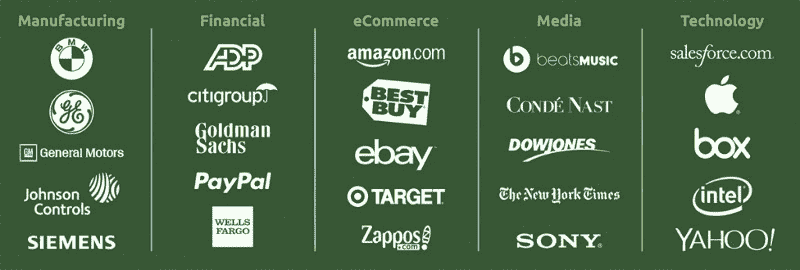 Manufacturing
BMW
GE
GM General Motors
Johnson
Controls
SIEMENS
Financial
ADP
citigroup
Goldman
Sachs
PayPal
WELLS
FARGO
eCommerce
amazon.com
BEST
BUY
ebay
TARGET
Zappos
.com
Media
b beatsMUSIC
CONDÉ NAST
DOWJONES
The New York Times
SONY
Technology
salesforce.com
box
intel
YAHOO!